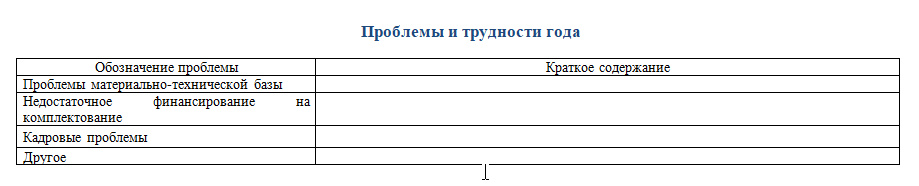 Проблемы и трудности года
Обозначение проблемы Краткое содержание
Проблемы материально-технической базы
Недостаточное финансирование на
комплектование
Кадровые проблемы
Другое